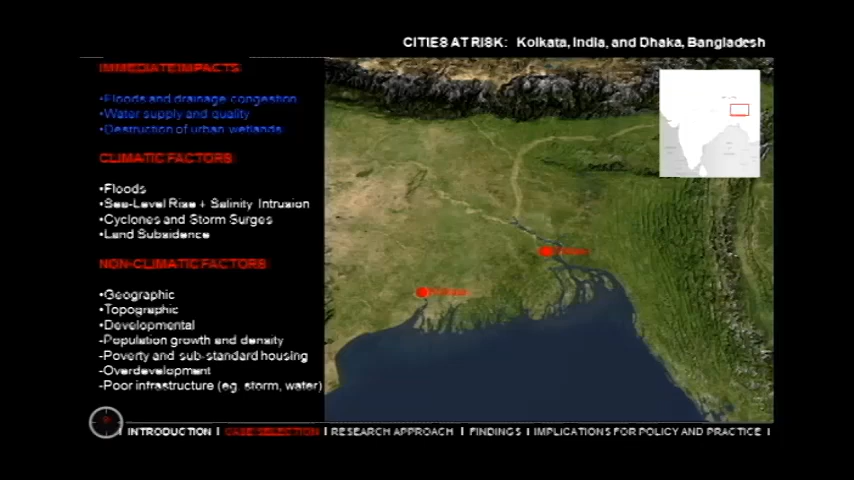 CITIES AT RISK: Kolkata, India, and Dhaka, Bangladesh
IMMEDIATE IMPACTS
•Floods and drainage congestion
•Water supply and quality
•Destruction of urban wetlands
CLIMATIC FACTORS
•Floods
•Sea-Level Rise + Salinity Intrusion
•Cyclones and Storm Surges
•Land Subsidence
NON-CLIMATIC FACTORS
•Geographic
•Topographic
•Developmental
-Population growth and density
-Poverty and sub-standard housing
-Overdevelopment
-Poor infrastructure (eg. storm, water)
Dhaka
Kolkata
| INTRODUCTION | CASE SELECTION | RESEARCH APPROACH | FINDINGS | IMPLICATIONS FOR POLICY AND PRACTICE |